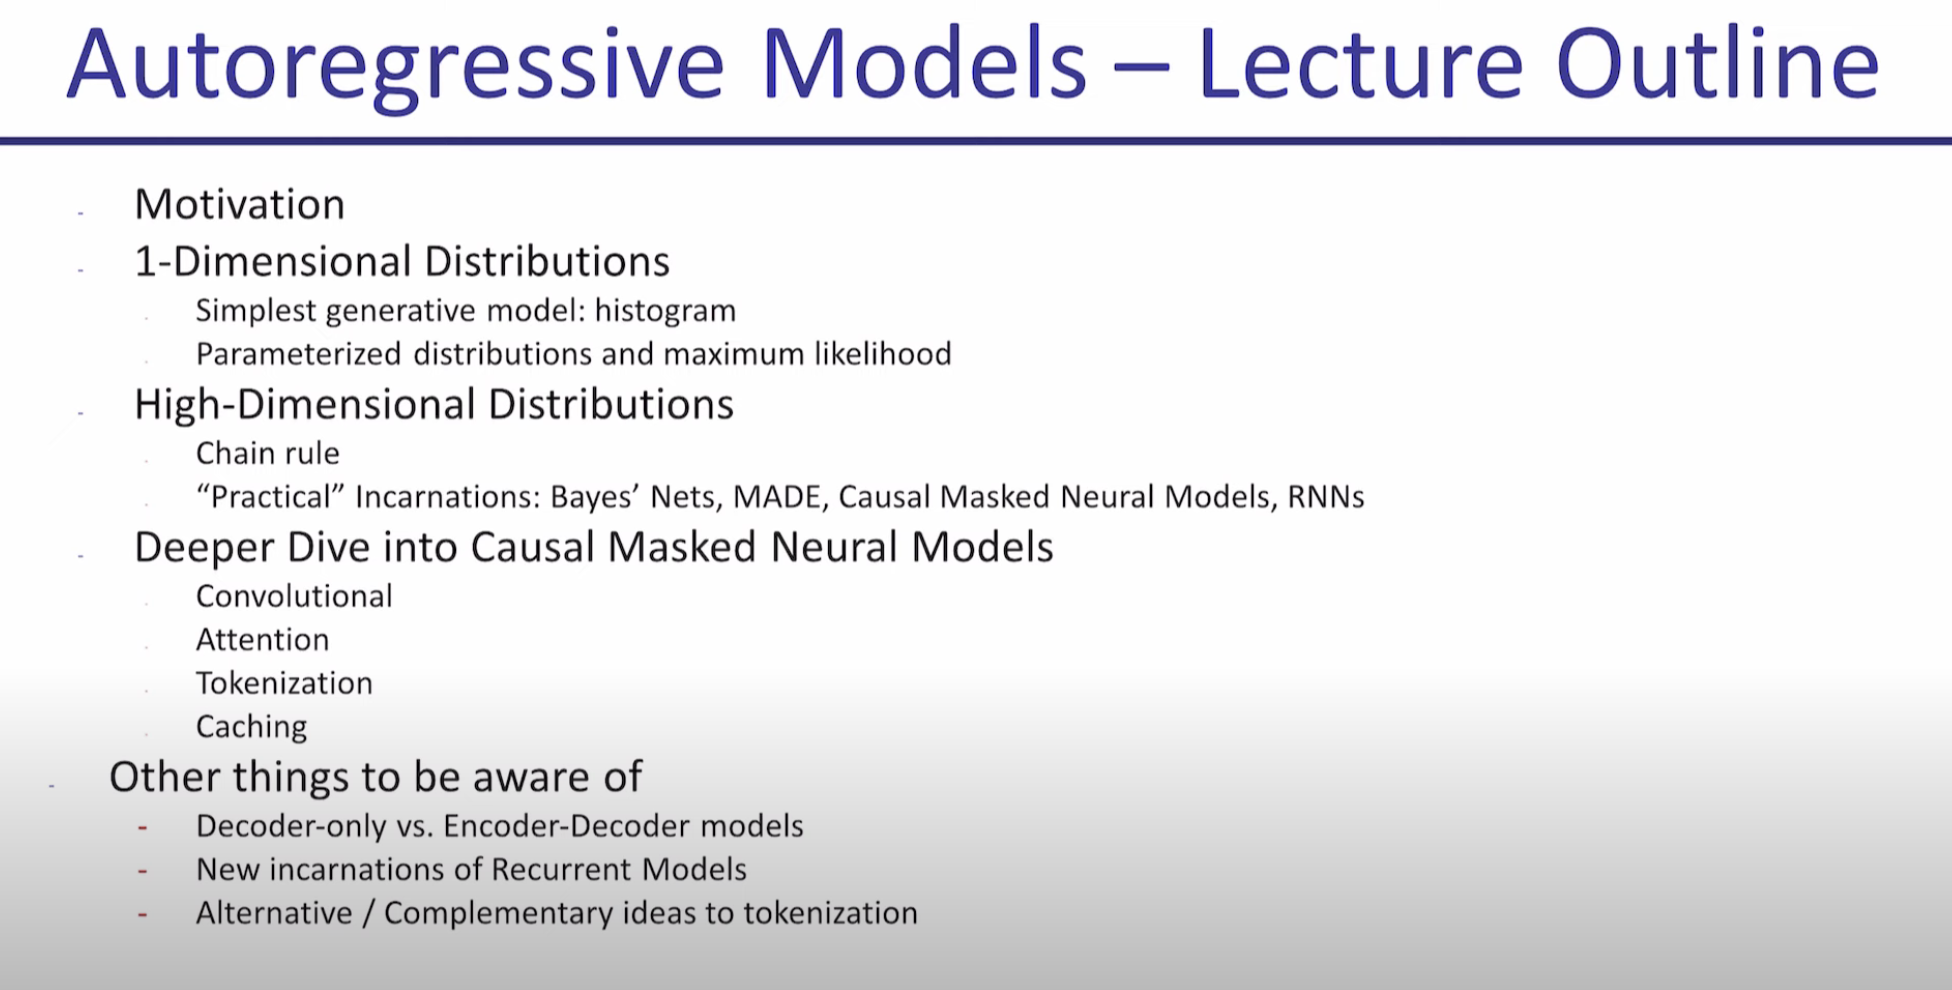 Autoregressive Models – Lecture Outline
- Motivation
- 1-Dimensional Distributions
. Simplest generative model: histogram
. Parameterized distributions and maximum likelihood
- High-Dimensional Distributions
. Chain rule
. “Practical” Incarnations: Bayes’ Nets, MADE, Causal Masked Neural Models, RNNs
- Deeper Dive into Causal Masked Neural Models
. Convolutional
. Attention
. Tokenization
. Caching
- Other things to be aware of
- Decoder-only vs. Encoder-Decoder models
- New incarnations of Recurrent Models
- Alternative / Complementary ideas to tokenization